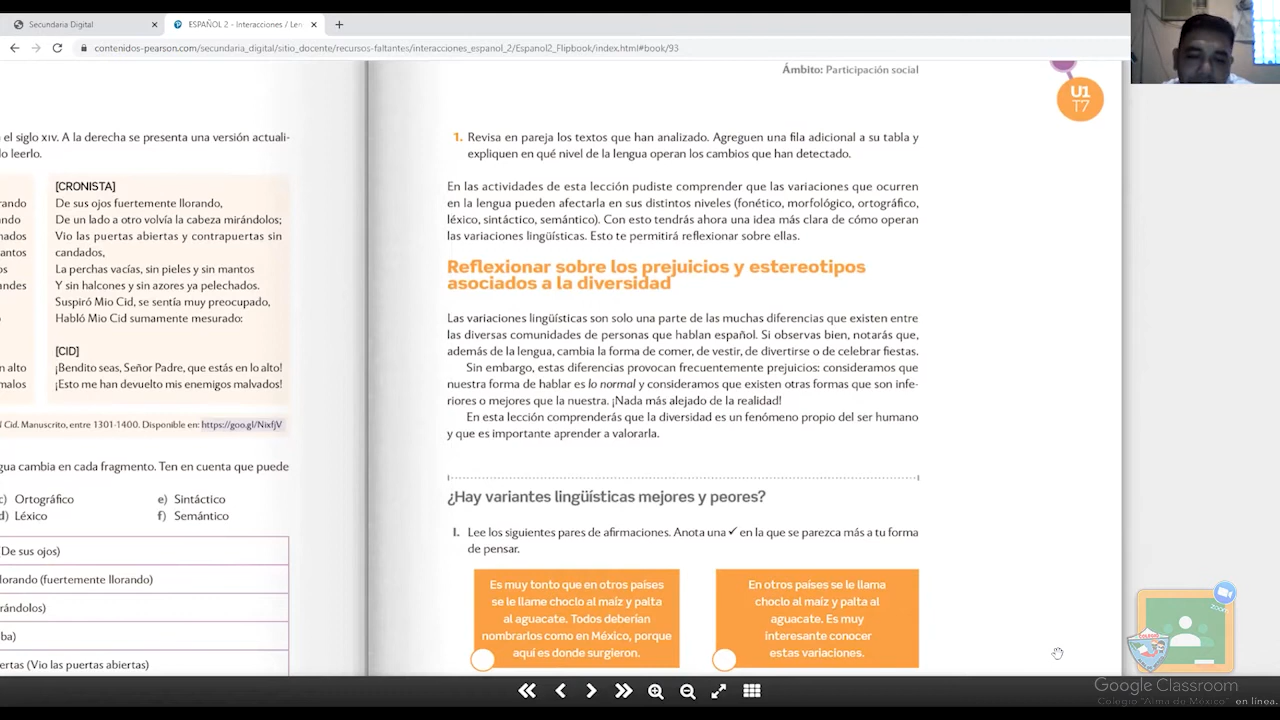 Secundaria Digital
ESPAÑOL 2 - Interacciones / Len
contenidos-pearson.com/secundaria_digital/sitio_docente/recursos-faltantes/interacciones_espanol_2/Espanol2_Flipbook/index.html#book/93
el siglo XIV. A la derecha se presenta una versión actuali-
do leerlo.
[CRONISTA]
De sus ojos fuertemente llorando,
De un lado a otro volvía la cabeza mirándolos;
Vio las puertas abiertas y contrapuertas sin
candados,
La perchas vacías, sin pieles y sin mantos
Y sin halcones y sin azores ya pelechados.
Suspiró Mio Cid, se sentía muy preocupado,
Habló Mio Cid sumamente mesurado:
[CID]
¡Bendito seas, Señor Padre, que estás en lo alto!
¡Esto me han devuelto mis enemigos malvados!
Cid. Manuscrito, entre 1301-1400. Disponible en: https://goo.gl/NixfjV
gua cambia en cada fragmento. Ten en cuenta que puede
c) Ortográfico e) Sintáctico
d) Léxico f) Semántico
(De sus ojos)
lorando (fuertemente llorando)
rándolos)
ba)
ertas (Vio las puertas abiertas)
Ámbito: Participación social
U1
T7
1. Revisa en pareja los textos que han analizado. Agreguen una fila adicional a su tabla y
expliquen en qué nivel de la lengua operan los cambios que han detectado.
En las actividades de esta lección pudiste comprender que las variaciones que ocurren
en la lengua pueden afectarla en sus distintos niveles (fonético, morfológico, ortográfico,
léxico, sintáctico, semántico). Con esto tendrás ahora una idea más clara de cómo operan
las variaciones lingüísticas. Esto te permitirá reflexionar sobre ellas.
Reflexionar sobre los prejuicios y estereotipos
asociados a la diversidad
Las variaciones lingüísticas son solo una parte de las muchas diferencias que existen entre
las diversas comunidades de personas que hablan español. Si observas bien, notarás que,
además de la lengua, cambia la forma de comer, de vestir, de divertirse o de celebrar fiestas.
Sin embargo, estas diferencias provocan frecuentemente prejuicios: consideramos que
nuestra forma de hablar es lo normal y consideramos que existen otras formas que son infe-
riores o mejores que la nuestra. ¡Nada más alejado de la realidad!
En esta lección comprenderás que la diversidad es un fenómeno propio del ser humano
y que es importante aprender a valorarla.
¿Hay variantes lingüísticas mejores y peores?
I. Lee los siguientes pares de afirmaciones. Anota una ✓ en la que se parezca más a tu forma
de pensar.
Es muy tonto que en otros países
se le llame choclo al maíz y palta
al aguacate. Todos deberían
nombrarlos como en México, porque
aquí es donde surgieron.
En otros países se le llama
choclo al maíz y palta al
aguacate. Es muy
interesante conocer
estas variaciones.
zoom
COLEGIO
Google Classroom
Colegio "Alma de México" en línea.